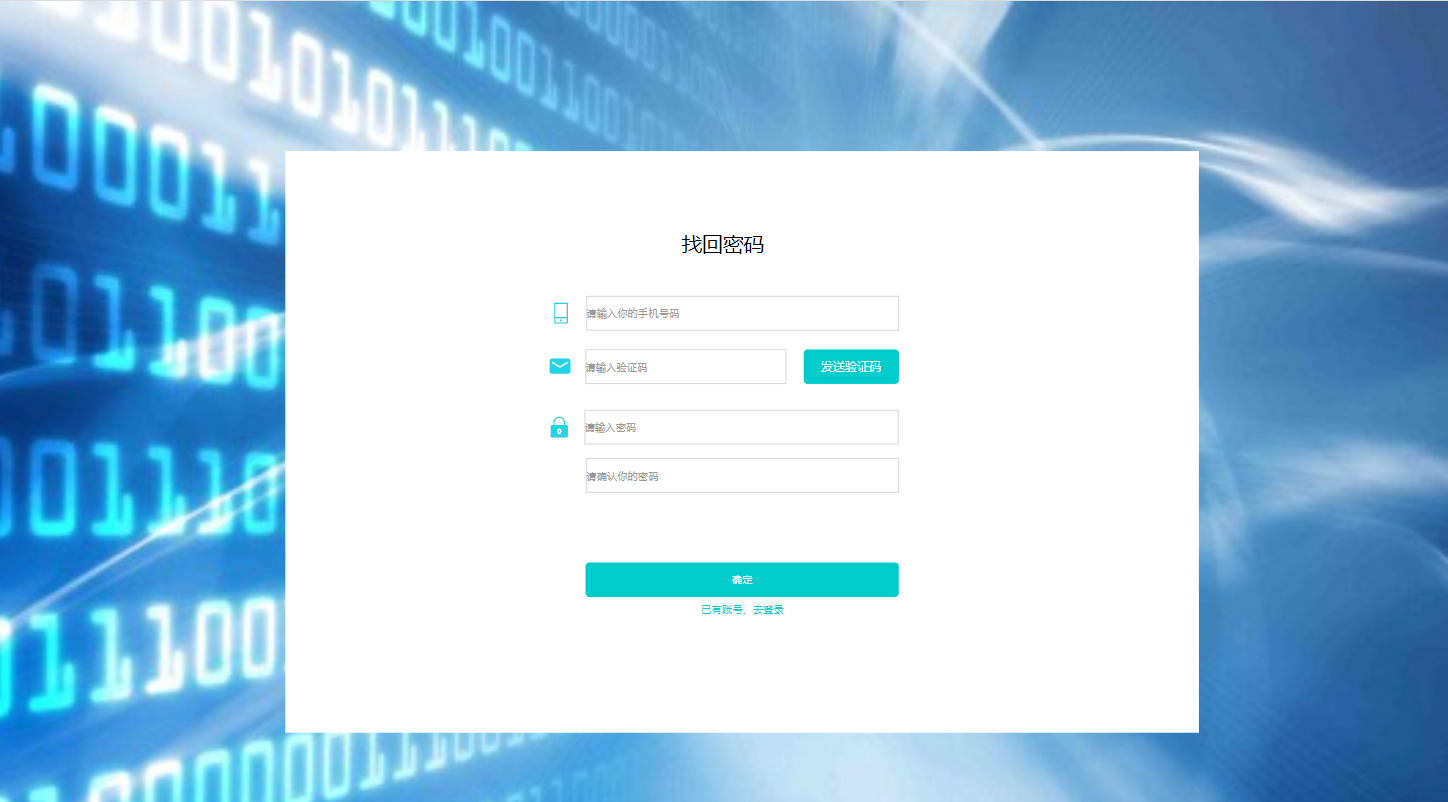 找回密码
请输入你的手机号码
请输入验证码
发送验证码
请输入密码
请确认你的密码
确定
已有账号，去登录